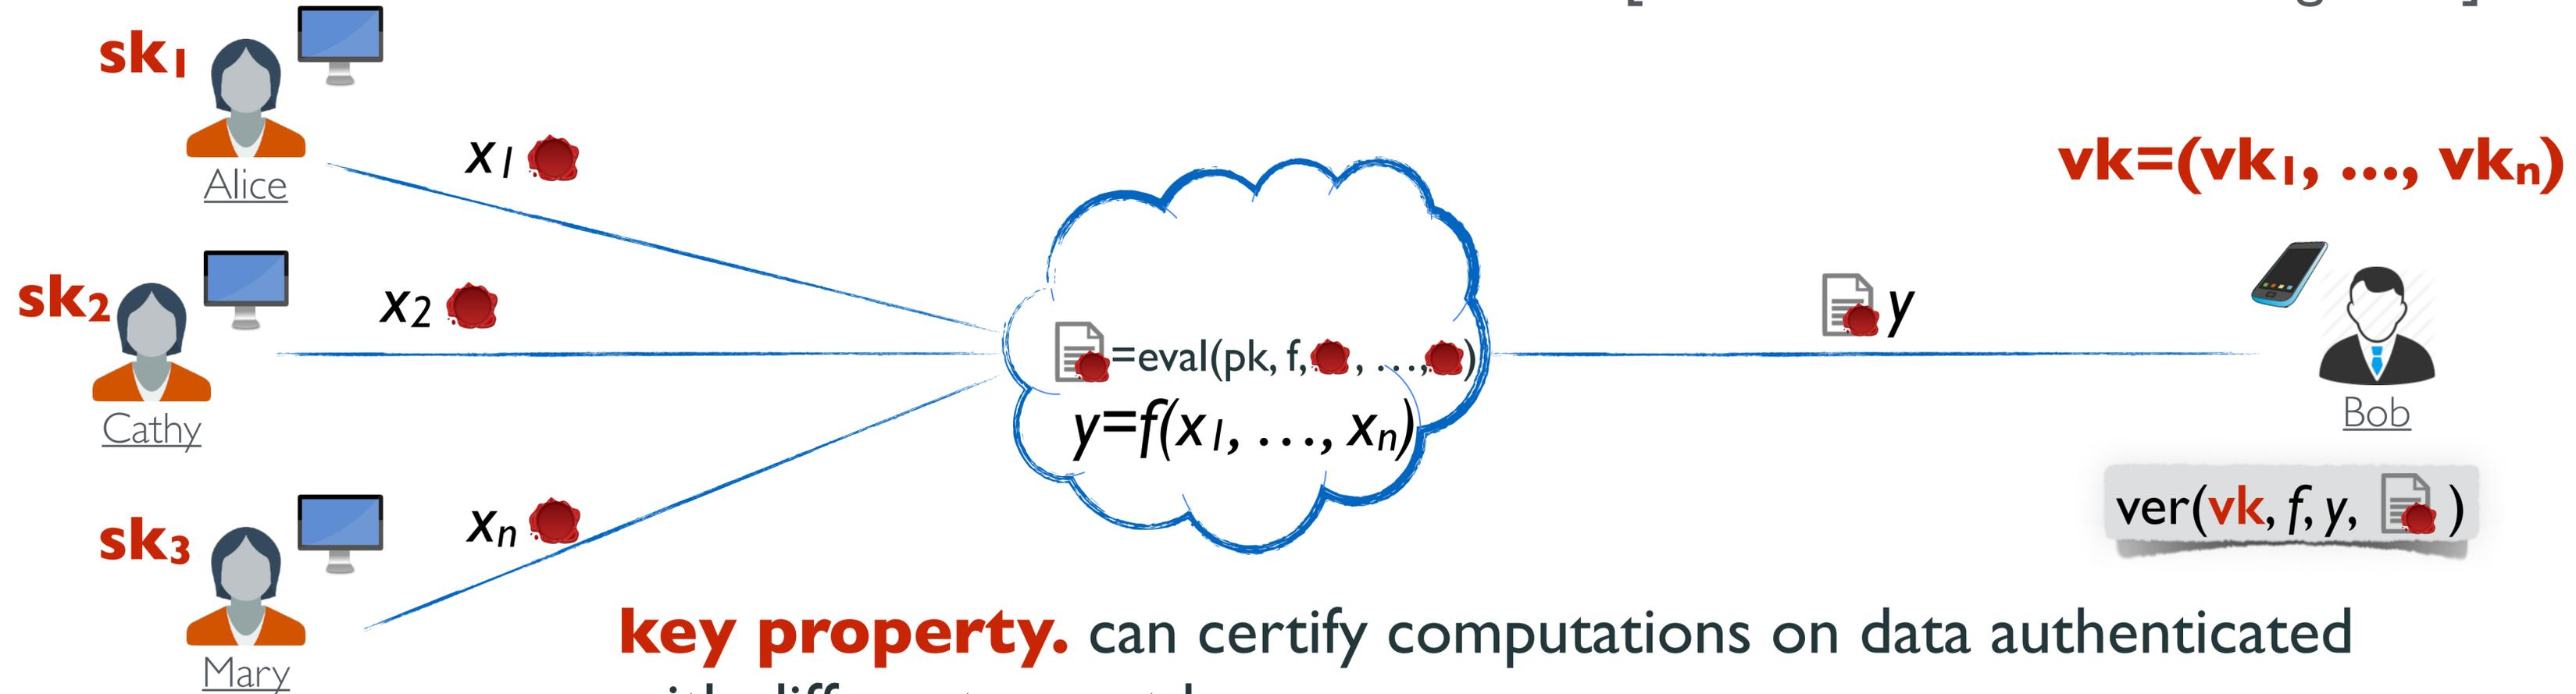 sk1
Alice
x1
sk2
Cathy
x2
sk3
Mary
xn
=eval(pk, f, , …, )
y=f(x1, …, xn)
y
vk=(vk1, …, vkn)
Bob
ver(vk, f, y, )
key property. can certify computations on data authenticated